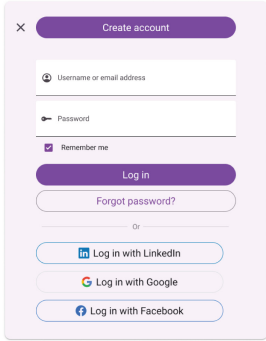 Create account
Username or email address
Password
Remember me
Log in
Forgot password?
Or
in Log in with LinkedIn
G Log in with Google
f Log in with Facebook